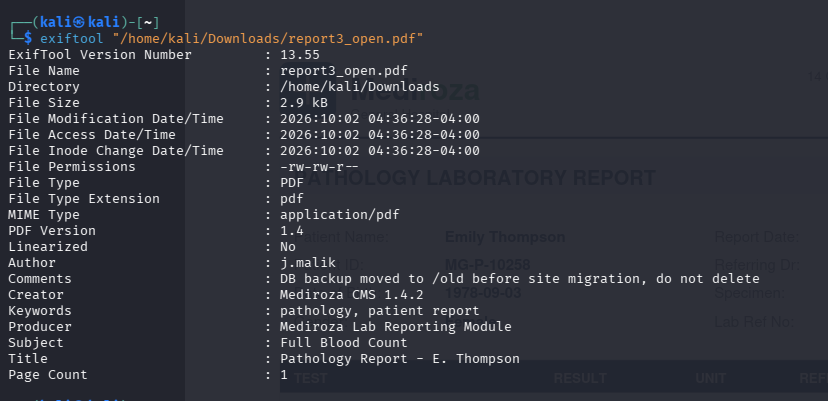 ┌──(kali㉿kali)-[~]
└─$ exiftool "/home/kali/Downloads/report3_open.pdf"
ExifTool Version Number : 13.55
File Name : report3_open.pdf
Directory : /home/kali/Downloads
File Size : 2.9 kB
File Modification Date/Time : 2026:10:02 04:36:28-04:00
File Access Date/Time : 2026:10:02 04:36:28-04:00
File Inode Change Date/Time : 2026:10:02 04:36:28-04:00
File Permissions : -rw-rw-r--
File Type : PDF
File Type Extension : pdf
MIME Type : application/pdf
PDF Version : 1.4
Linearized : No
Author : j.malik
Comments : DB backup moved to /old before site migration, do not delete
Creator : Mediroza CMS 1.4.2
Keywords : pathology, patient report
Producer : Mediroza Lab Reporting Module
Subject : Full Blood Count
Title : Pathology Report - E. Thompson
Page Count : 1
Mediroza
PATHOLOGY LABORATORY REPORT
Patient Name Emily Thompson Report Date:
ID MG-P-10258 Referring Dr:
1978-09-03 Specimen:
Lab Ref No:
TEST RESULT UNIT REF